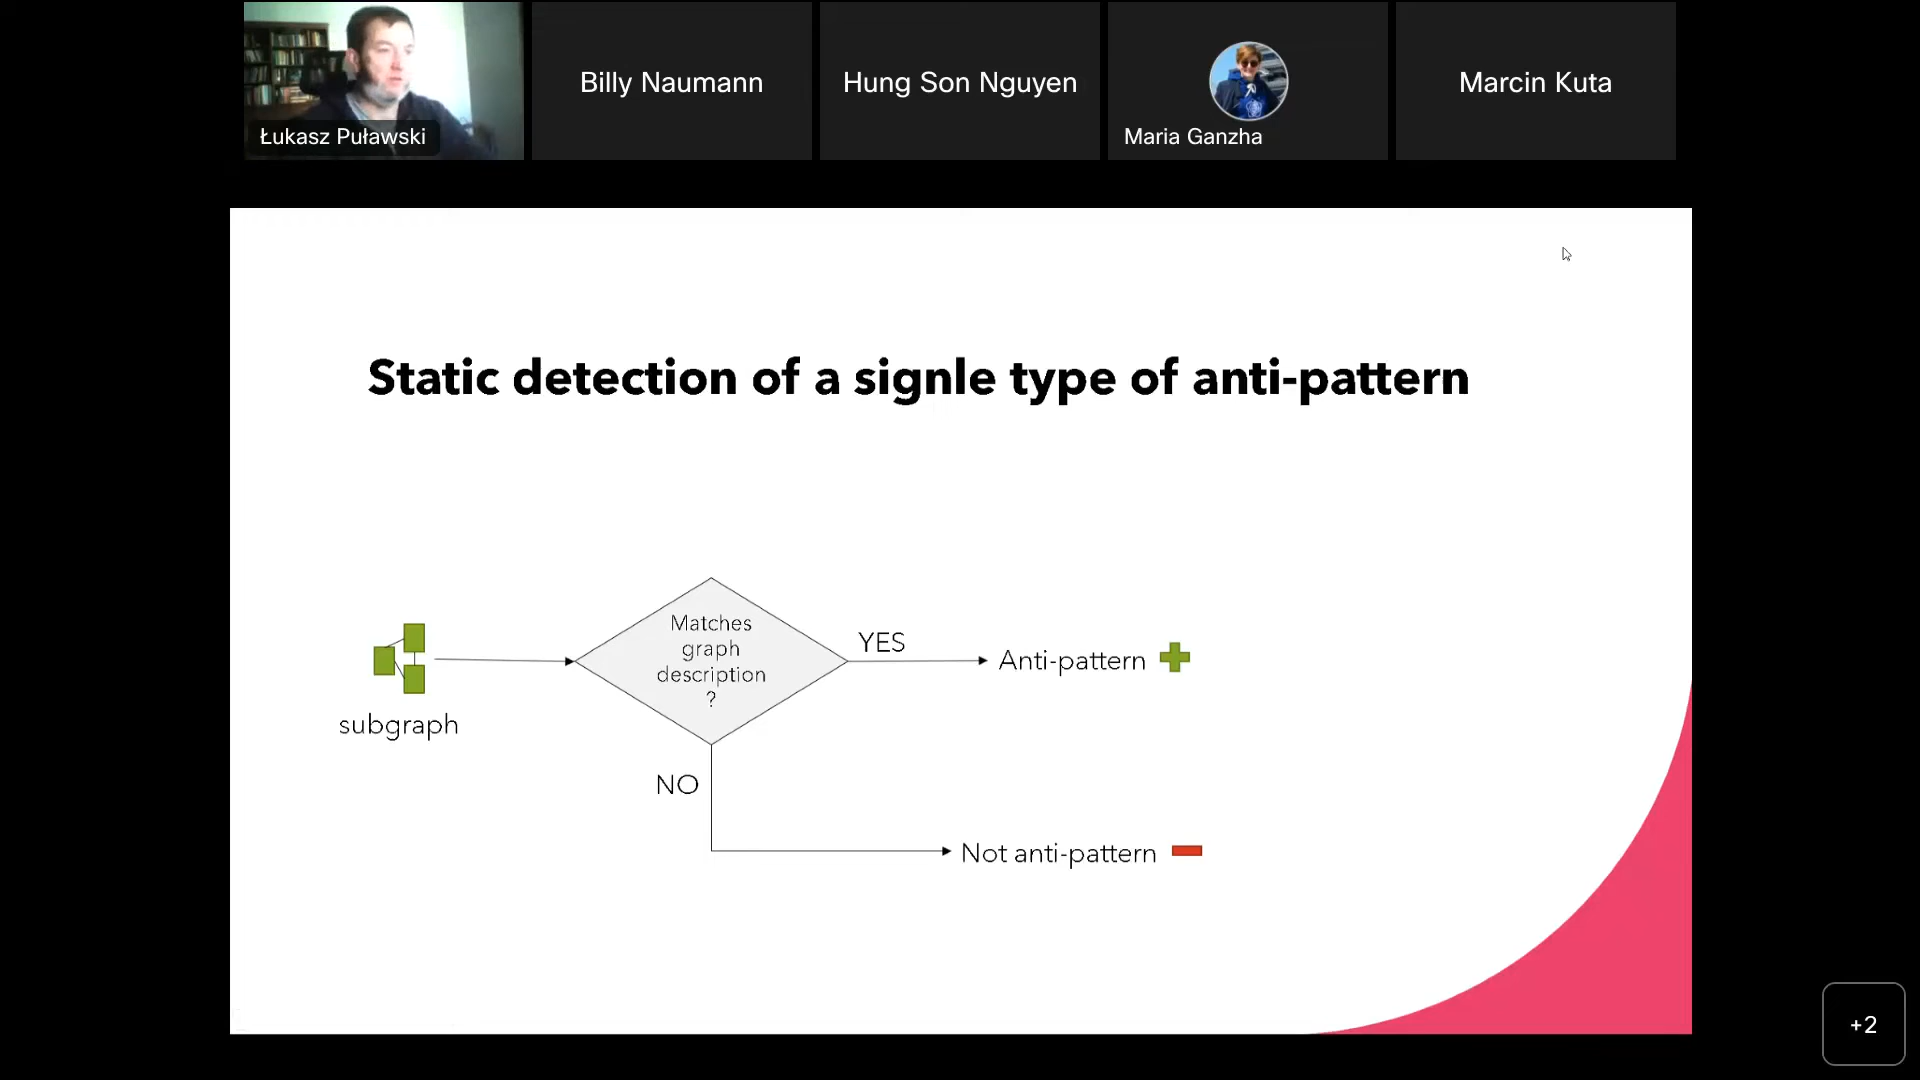 Łukasz Puławski
Billy Naumann
Hung Son Nguyen
Maria Ganzha
Marcin Kuta
Static detection of a signle type of anti-pattern
Matches
graph
description
?
YES
Anti-pattern
subgraph
NO
Not anti-pattern
+2